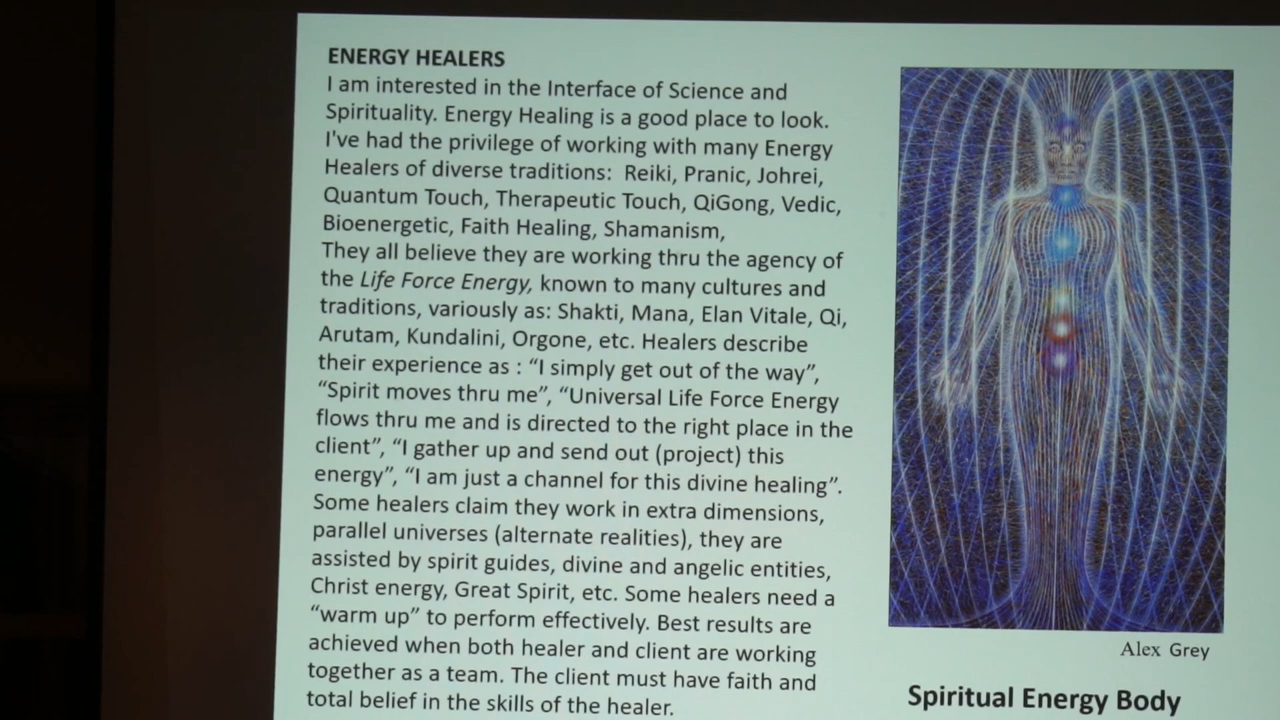 ENERGY HEALERS
I am interested in the Interface of Science and
Spirituality. Energy Healing is a good place to look.
I've had the privilege of working with many Energy
Healers of diverse traditions:  Reiki, Pranic, Johrei,
Quantum Touch, Therapeutic Touch, QiGong, Vedic,
Bioenergetic, Faith Healing, Shamanism,
They all believe they are working thru the agency of
the Life Force Energy, known to many cultures and
traditions, variously as: Shakti, Mana, Elan Vitale, Qi,
Arutam, Kundalini, Orgone, etc. Healers describe
their experience as : “I simply get out of the way”,
“Spirit moves thru me”, “Universal Life Force Energy
flows thru me and is directed to the right place in the
client”, “I gather up and send out (project) this
energy”, “I am just a channel for this divine healing”.
Some healers claim they work in extra dimensions,
parallel universes (alternate realities), they are
assisted by spirit guides, divine and angelic entities,
Christ energy, Great Spirit, etc. Some healers need a
“warm up” to perform effectively. Best results are
achieved when both healer and client are working
together as a team. The client must have faith and
total belief in the skills of the healer.
Alex Grey
Spiritual Energy Body